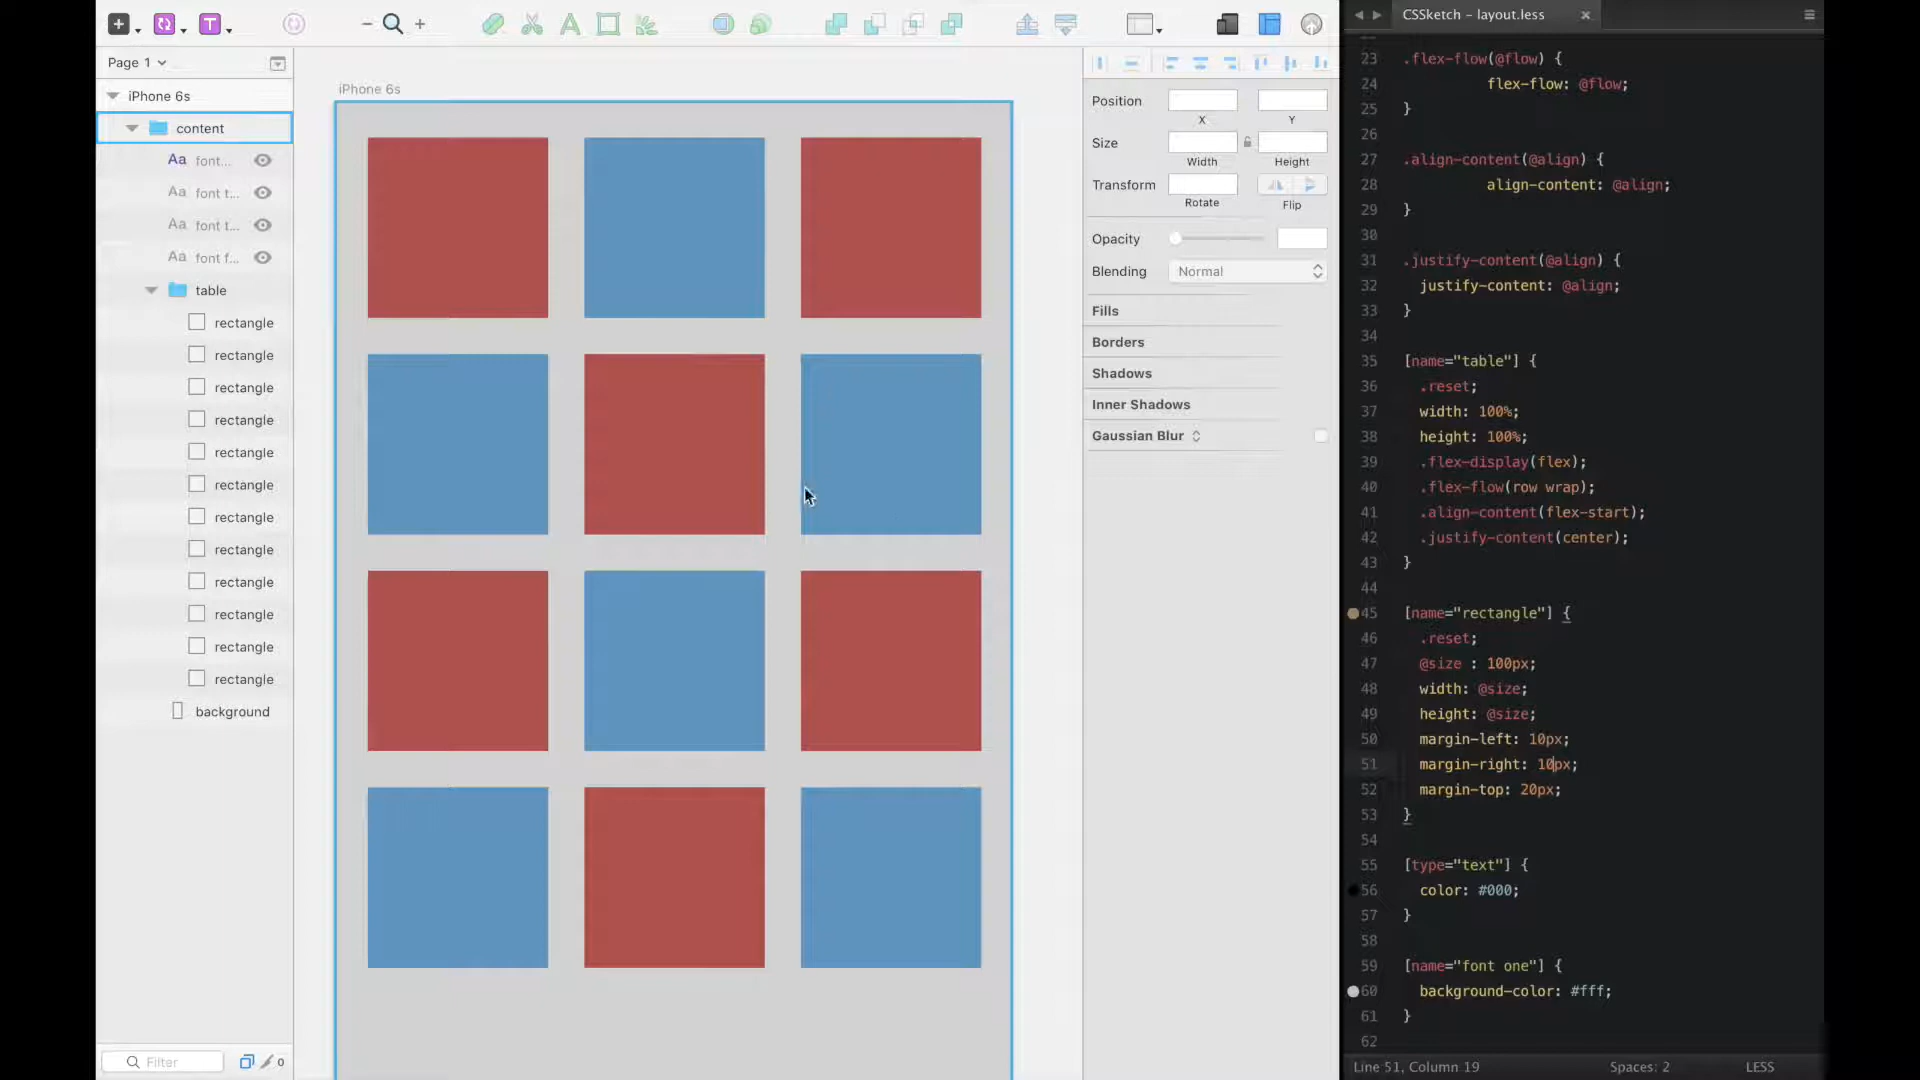 Page 1
iPhone 6s
content
Aa font...
Aa font t...
Aa font t...
Aa font f...
table
rectangle
rectangle
rectangle
rectangle
rectangle
rectangle
rectangle
rectangle
rectangle
rectangle
rectangle
rectangle
background
Filter
0
iPhone 6s
Position
X
Y
Size
Width
Height
Transform
Rotate
Flip
Opacity
Blending
Normal
Fills
Borders
Shadows
Inner Shadows
Gaussian Blur
CSSketch - layout.less
23 .flex-flow(@flow) {
24 flex-flow: @flow;
25 }
26
27 .align-content(@align) {
28 align-content: @align;
29 }
30
31 .justify-content(@align) {
32 justify-content: @align;
33 }
34
35 [name="table"] {
36 .reset;
37 width: 100%;
38 height: 100%;
39 .flex-display(flex);
40 .flex-flow(row wrap);
41 .align-content(flex-start);
42 .justify-content(center);
43 }
44
45 [name="rectangle"] {
46 .reset;
47 @size : 100px;
48 width: @size;
49 height: @size;
50 margin-left: 10px;
51 margin-right: 10px;
52 margin-top: 20px;
53 }
54
55 [type="text"] {
56 color: #000;
57 }
58
59 [name="font one"] {
60 background-color: #fff;
61 }
62
Line 51, Column 19
Spaces: 2
LESS